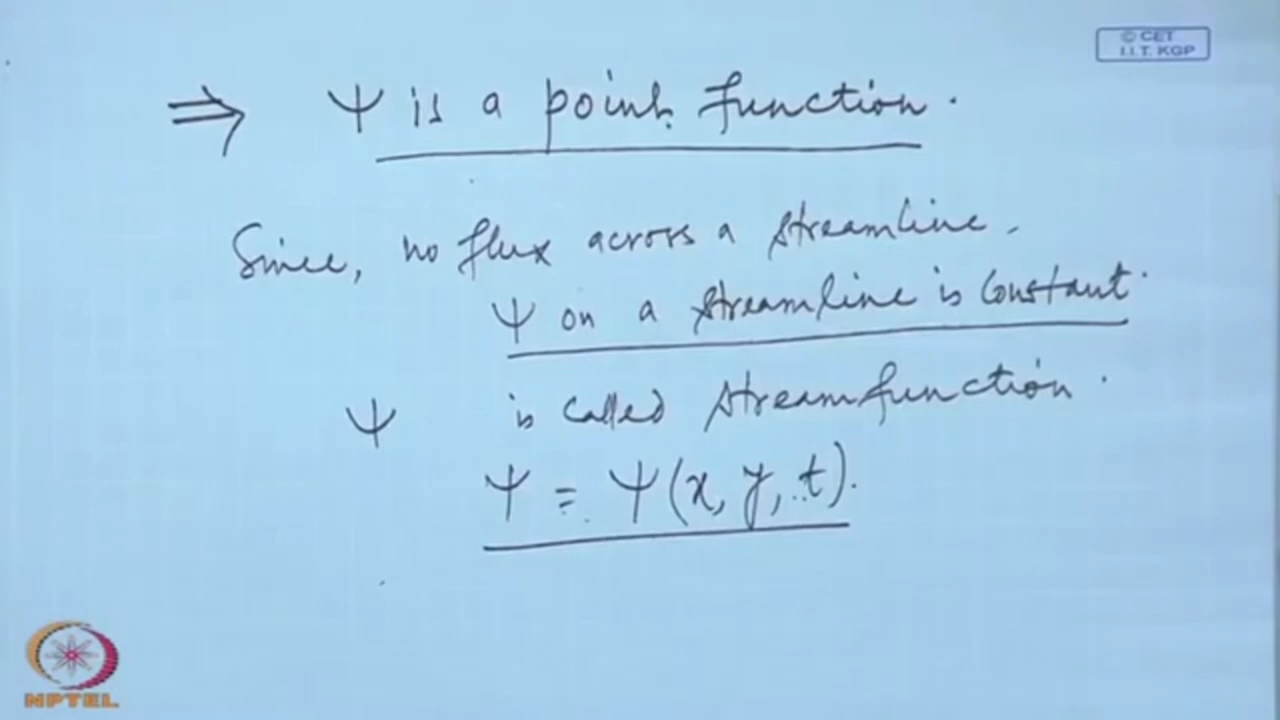 © CET
I.I.T. KGP
⇒ Ψ is a point function.
Since, no flux across a streamline.
Ψ on a streamline is Constant.
Ψ is called streamfunction.
Ψ = Ψ(x, y, t).
NPTEL